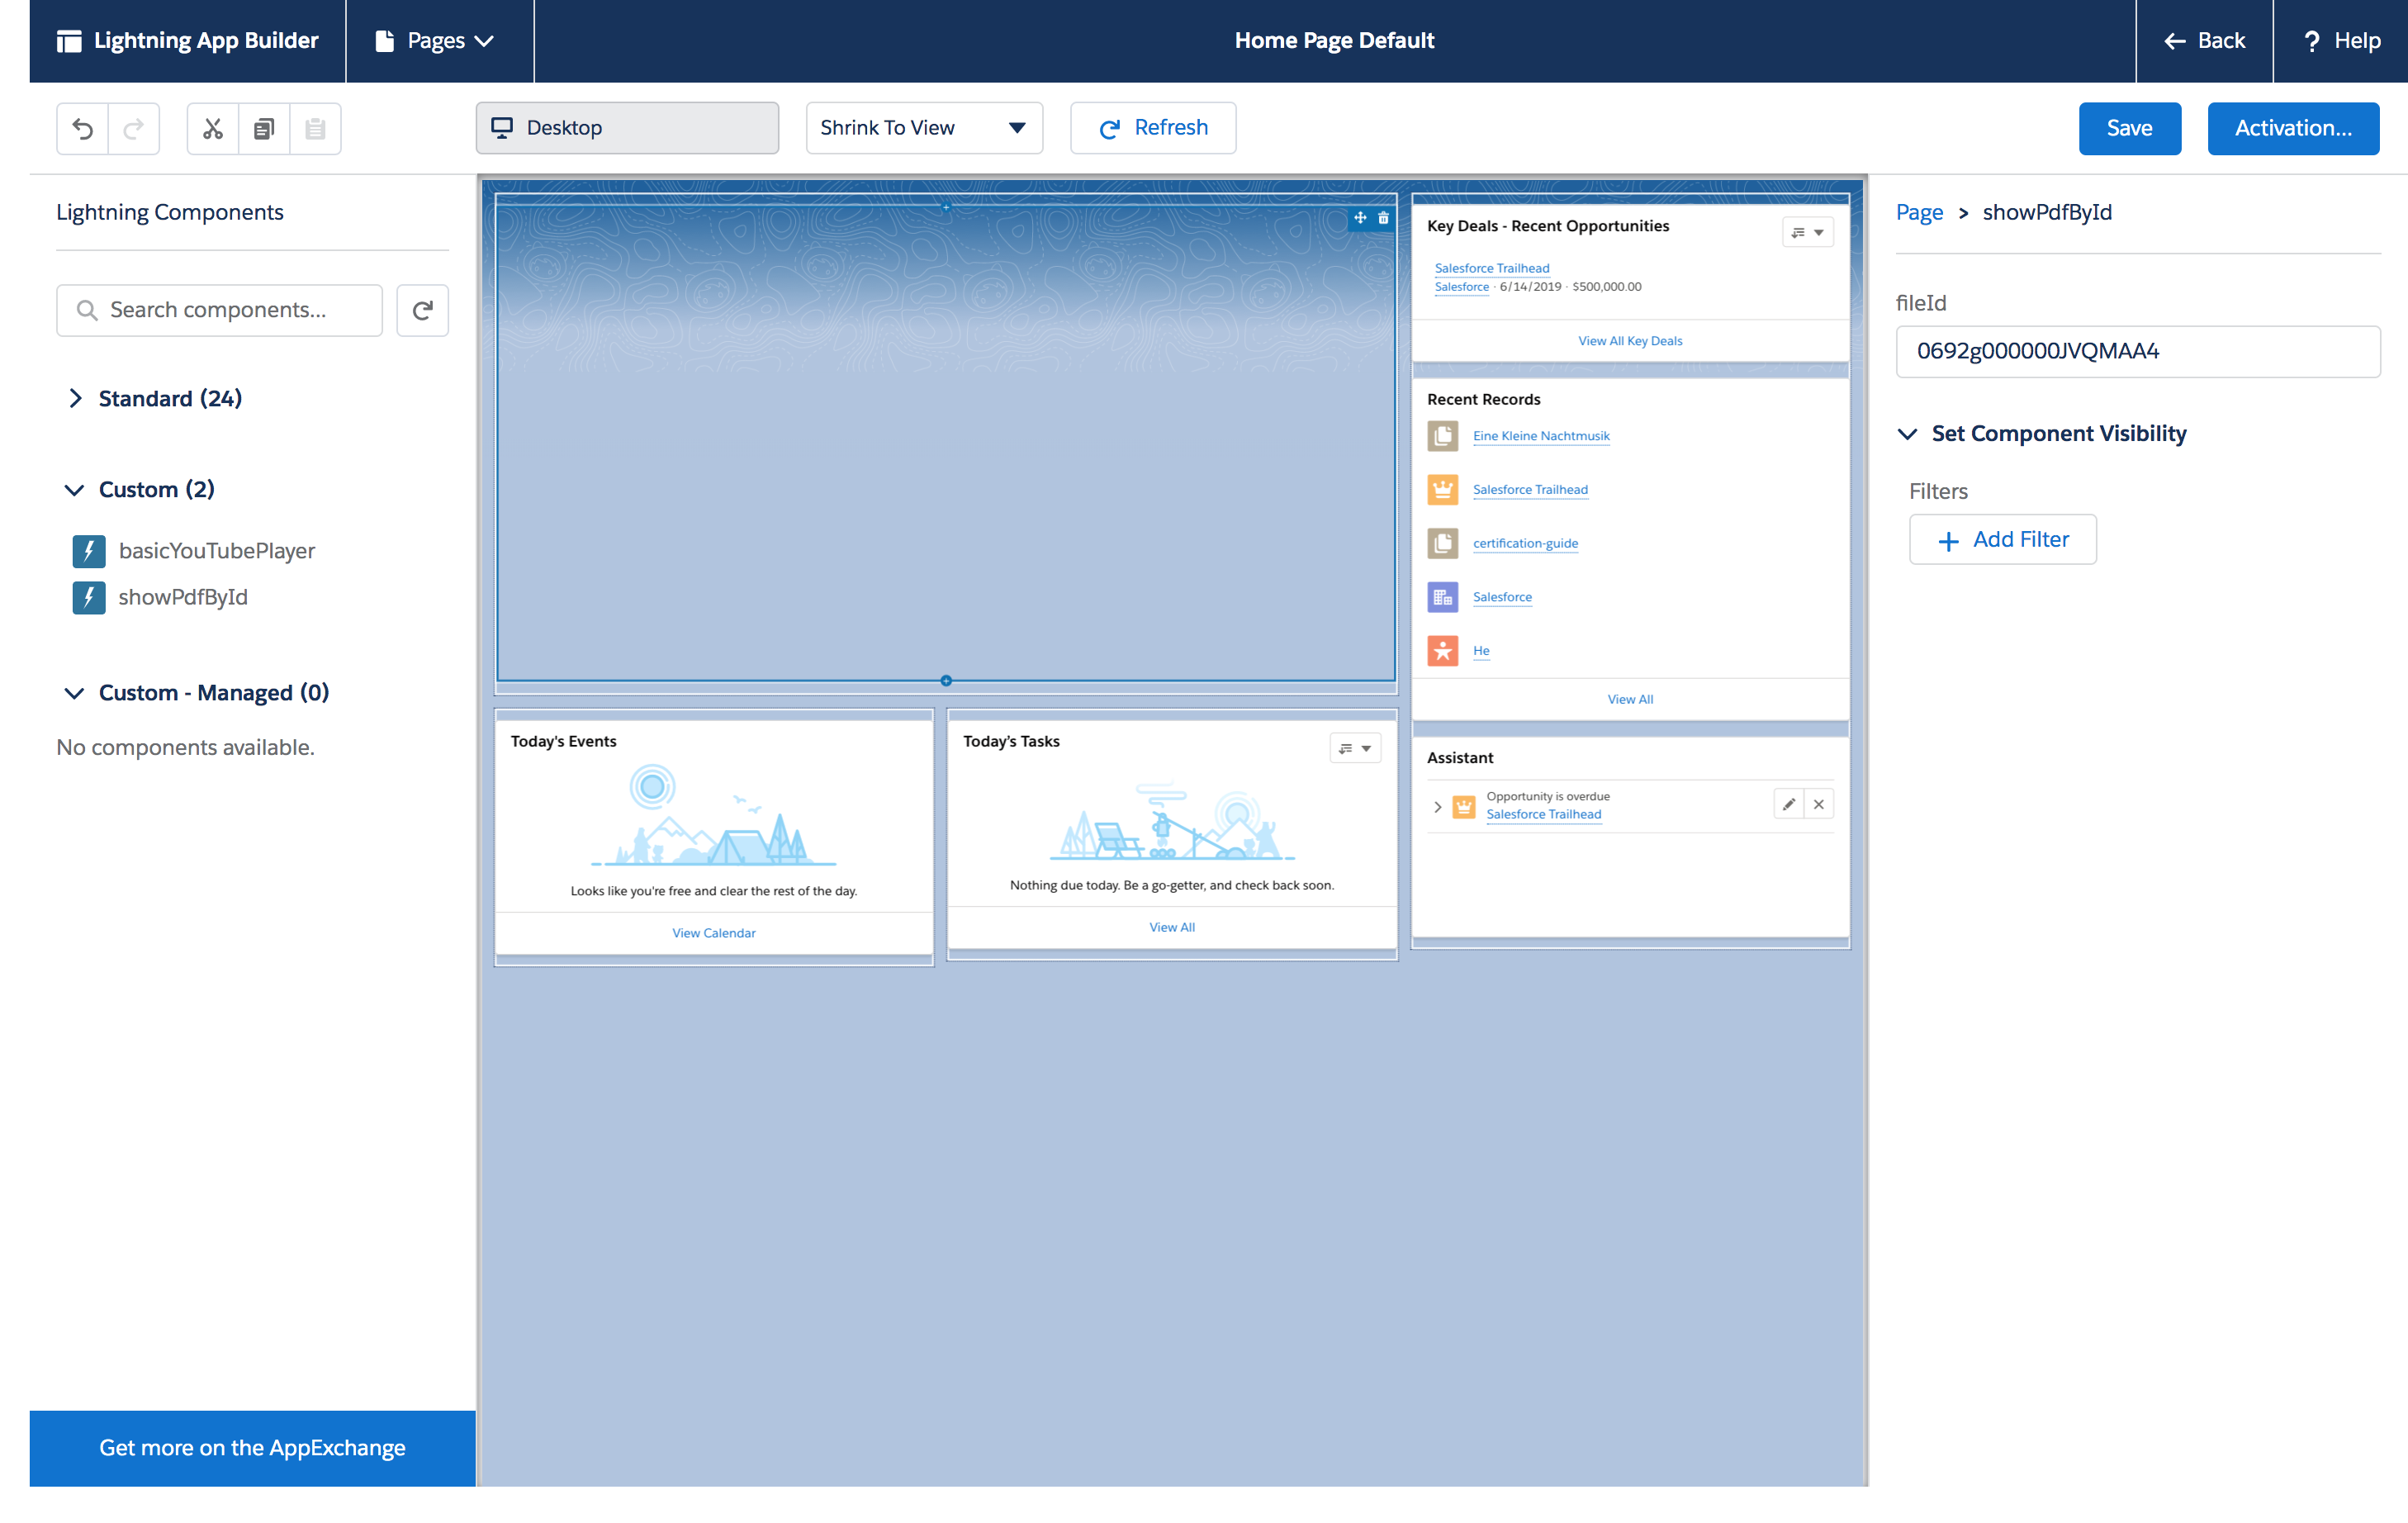 Lightning App Builder
Pages
Home Page Default
Back
? Help
Desktop
Shrink To View
Refresh
Save
Activation...
Lightning Components
Search components...
Standard (24)
Custom (2)
basicYouTubePlayer
showPdfById
Custom - Managed (0)
No components available.
Get more on the AppExchange
Key Deals - Recent Opportunities
Salesforce Trailhead
Salesforce · 6/14/2019 · $500,000.00
View All Key Deals
Recent Records
Eine Kleine Nachtmusik
Salesforce Trailhead
certification-guide
Salesforce
He
View All
Today's Events
Looks like you're free and clear the rest of the day.
View Calendar
Today's Tasks
Nothing due today. Be a go-getter, and check back soon.
View All
Assistant
Opportunity is overdue
Salesforce Trailhead
Page > showPdfById
fileId
0692g000000JVQMAA4
Set Component Visibility
Filters
Add Filter